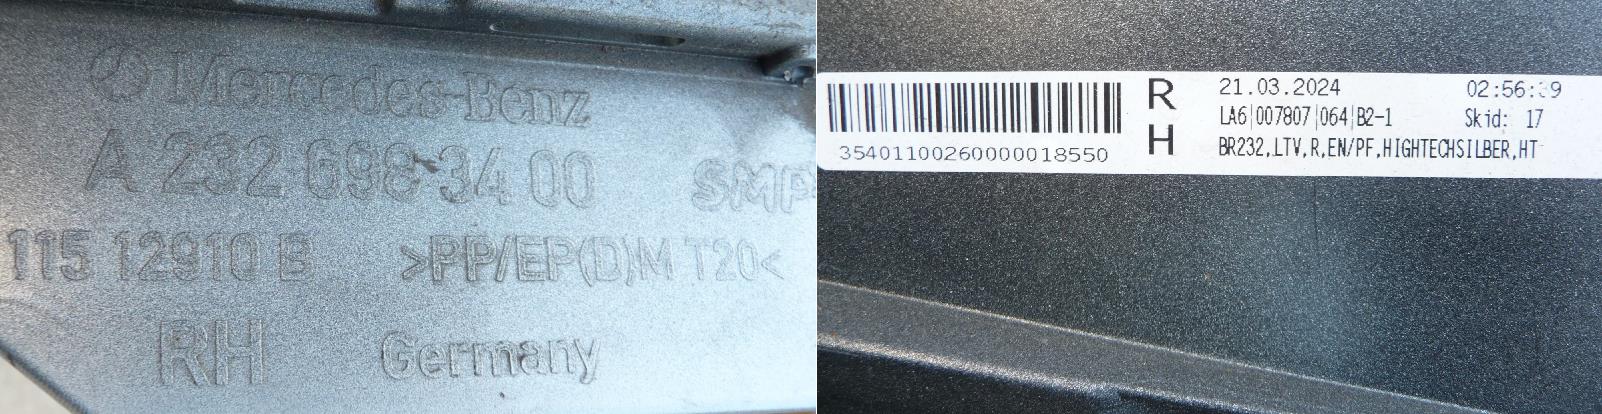 Mercedes-Benz
A 232 698 34 00
SMP
115 12910 B >PP/EP(D)M T20<
RH Germany
R
H
21.03.2024 02:56:39
LA6|007807|064|B2-1 Skid: 17
BR232,LTV,R,EN/PF,HIGHTECHSILBER,HT
35401100260000018550